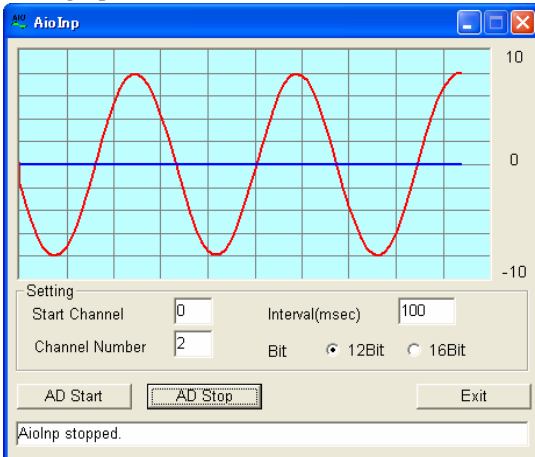 AioInp
10
0
-10
Setting
Start Channel 0 Interval(msec) 100
Channel Number 2 Bit 12Bit 16Bit
AD Start AD Stop Exit
AioInp stopped.